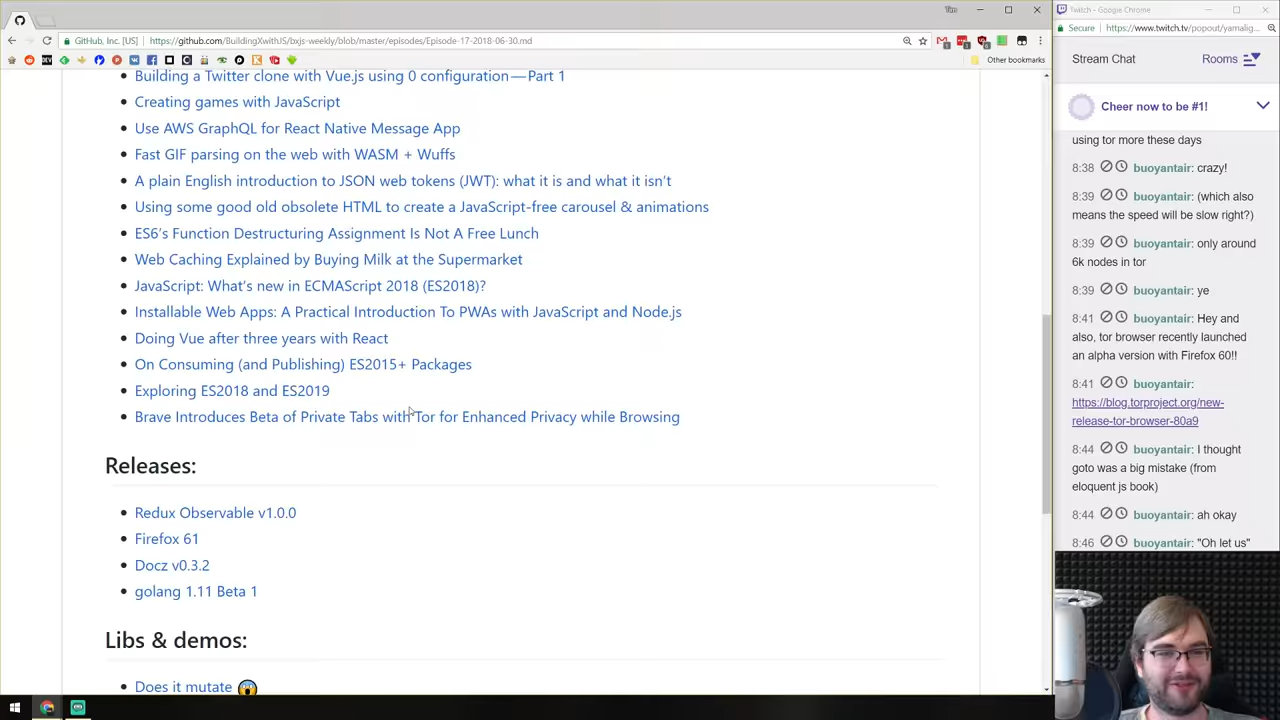 Tim
Twitch - Google Chrome
GitHub, Inc. [US]
https://github.com/BuildingXwithJS/bxjs-weekly/blob/master/episodes/Episode-17-2018-06-30.md
Secure
https://www.twitch.tv/popout/yamalig...
Other bookmarks
Building a Twitter clone with Vue.js using 0 configuration — Part 1
Creating games with JavaScript
Use AWS GraphQL for React Native Message App
Fast GIF parsing on the web with WASM + Wuffs
A plain English introduction to JSON web tokens (JWT): what it is and what it isn't
Using some good old obsolete HTML to create a JavaScript-free carousel & animations
ES6's Function Destructuring Assignment Is Not A Free Lunch
Web Caching Explained by Buying Milk at the Supermarket
JavaScript: What's new in ECMAScript 2018 (ES2018)?
Installable Web Apps: A Practical Introduction To PWAs with JavaScript and Node.js
Doing Vue after three years with React
On Consuming (and Publishing) ES2015+ Packages
Exploring ES2018 and ES2019
Brave Introduces Beta of Private Tabs with Tor for Enhanced Privacy while Browsing
Releases:
Redux Observable v1.0.0
Firefox 61
Docz v0.3.2
golang 1.11 Beta 1
Libs & demos:
Does it mutate 😱
Stream Chat
Rooms
Cheer now to be #1!
using tor more these days
8:38 buoyantair: crazy!
8:39 buoyantair: (which also
means the speed will be slow right?)
8:39 buoyantair: only around
6k nodes in tor
8:39 buoyantair: ye
8:41 buoyantair: Hey and
also, tor browser recently launched
an alpha version with Firefox 60!!
8:41 buoyantair:
https://blog.torproject.org/new-
release-tor-browser-80a9
8:44 buoyantair: I thought
goto was a big mistake (from
eloquent js book)
8:44 buoyantair: ah okay
8:46 buoyantair: "Oh let us"